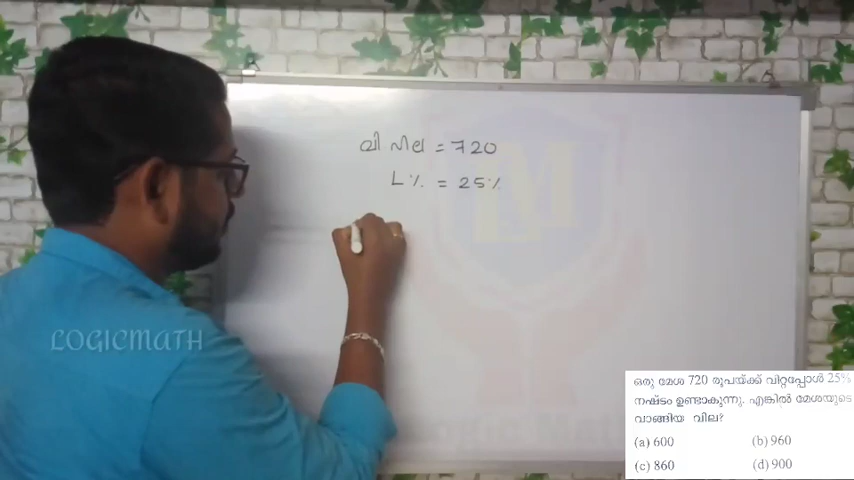 വി വില = 720
L% = 25%
LOGICMATH
ഒരു മേശ 720 രൂപയ്ക്ക് വിറ്റപ്പോൾ 25%
നഷ്ടം ഉണ്ടാകുന്നു. എങ്കിൽ മേശയുടെ
വാങ്ങിയ വില?
(a) 600 (b) 960
(c) 860 (d) 900